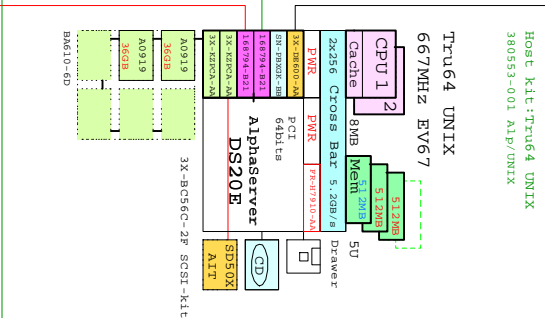 Host kit:Tru64 UNIX
380553-001 Alp/UNIX
Tru64 UNIX
667MHz EV67
CPU 1
2
Cache
8MB
2x256 Cross Bar 5.2GB/s
Mem
512MB
512MB
512MB
5U
Drawer
PWR
PWR
FR-H7910-AA
3X-DE600-AA
SN-PBXGK-BB
168794-B21
168794-B21
3X-KZPCA-AA
3X-KZPCA-AA
PCI
64bits
AlphaServer
DS20E
A0919
36GB
A0919
36GB
BA610-6D
3X-BC56C-2F SCSI-kit
SD50X
AIT
CD